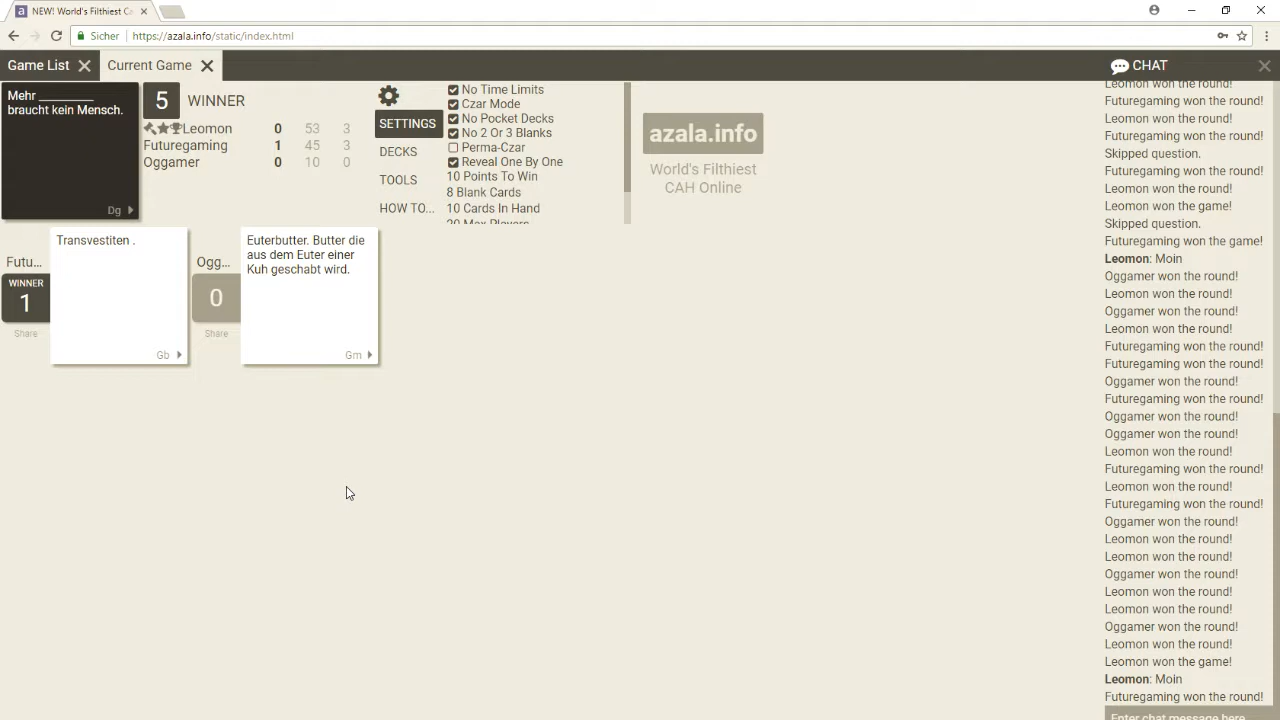 NEW! World's Filthiest C
Sicher
https://azala.info/static/index.html
Game List
Current Game
CHAT
Mehr ________
braucht kein Mensch.
Dg
5 WINNER
Leomon 0 53 3
Futuregaming 1 45 3
Oggamer 0 10 0
SETTINGS
DECKS
TOOLS
HOW TO...
No Time Limits
Czar Mode
No Pocket Decks
No 2 Or 3 Blanks
Perma-Czar
Reveal One By One
10 Points To Win
8 Blank Cards
10 Cards In Hand
20 Max Players
azala.info
World's Filthiest
CAH Online
Futu...
WINNER
1
Share
Transvestiten .
Gb
Ogg...
0
Share
Euterbutter. Butter die
aus dem Euter einer
Kuh geschabt wird.
Gm
Leomon won the round!
Futuregaming won the round!
Leomon won the round!
Futuregaming won the round!
Skipped question.
Futuregaming won the round!
Leomon won the round!
Leomon won the game!
Skipped question.
Futuregaming won the game!
Leomon: Moin
Oggamer won the round!
Leomon won the round!
Oggamer won the round!
Leomon won the round!
Futuregaming won the round!
Futuregaming won the round!
Oggamer won the round!
Futuregaming won the round!
Oggamer won the round!
Oggamer won the round!
Leomon won the round!
Futuregaming won the round!
Leomon won the round!
Futuregaming won the round!
Oggamer won the round!
Leomon won the round!
Leomon won the round!
Oggamer won the round!
Leomon won the round!
Leomon won the round!
Oggamer won the round!
Leomon won the round!
Leomon won the game!
Leomon: Moin
Futuregaming won the round!
Enter chat message here